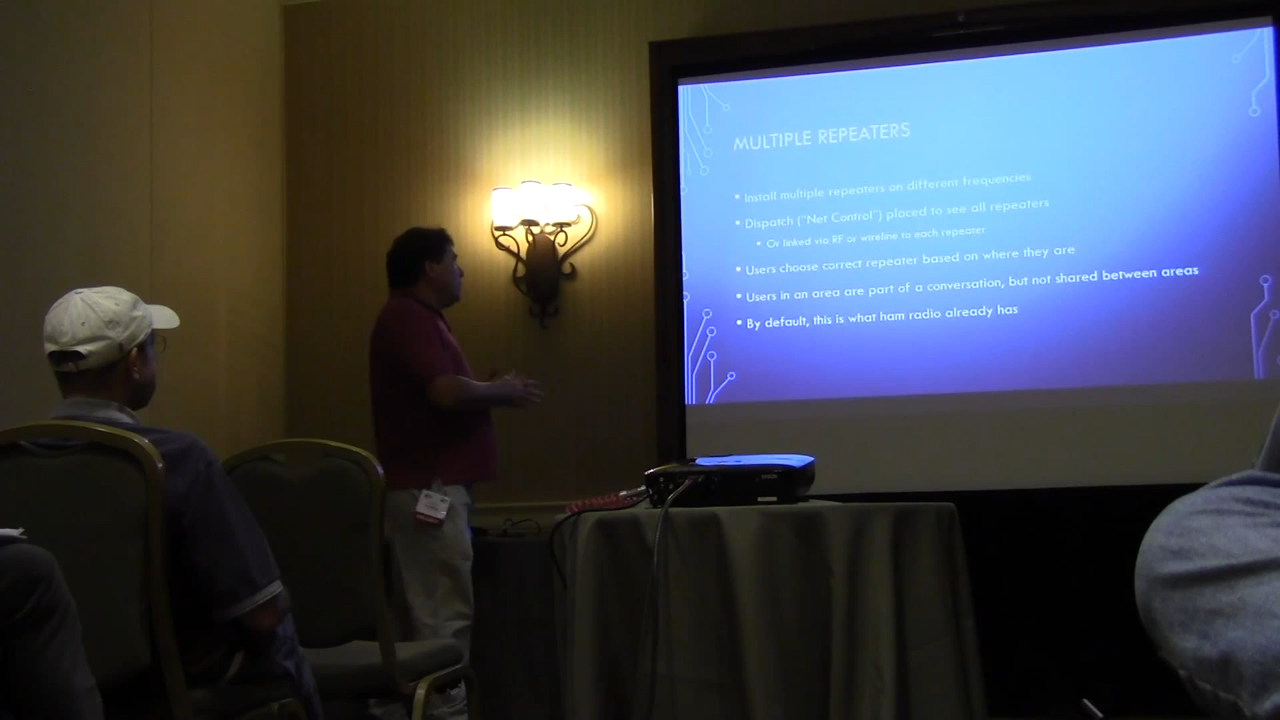 MULTIPLE REPEATERS
• Install multiple repeaters on different frequencies
• Dispatch ("Net Control") placed to see all repeaters
• Or linked via RF or wireline to each repeater
• Users choose correct repeater based on where they are
• Users in an area are part of a conversation, but not shared between areas
• By default, this is what ham radio already has